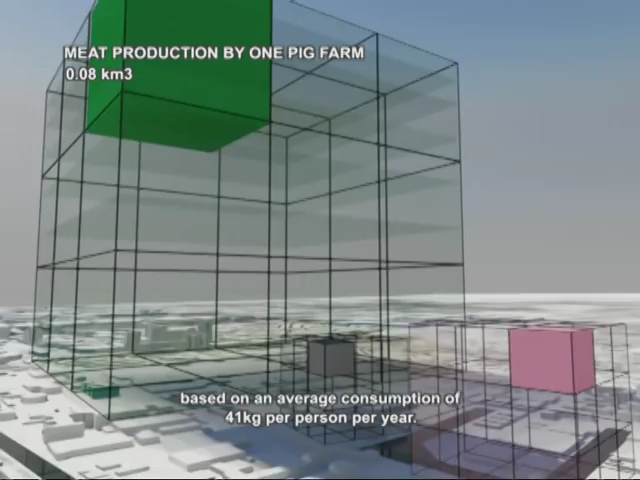 MEAT PRODUCTION BY ONE PIG FARM
0.08 km3
based on an average consumption of
41kg per person per year.